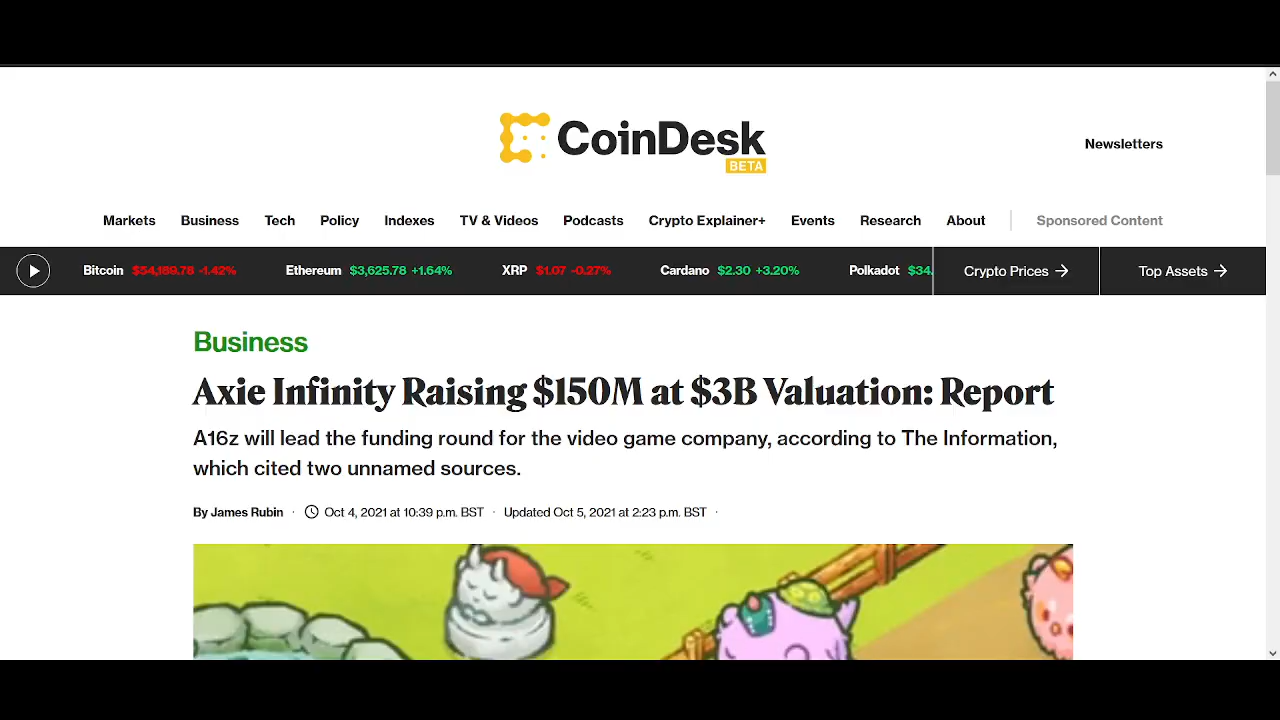 CoinDesk
BETA
Newsletters
Markets Business Tech Policy Indexes TV & Videos Podcasts Crypto Explainer+ Events Research About Sponsored Content
Bitcoin $54,189.78 -1.42% Ethereum $3,625.78 +1.64% XRP $1.07 -0.27% Cardano $2.30 +3.20% Polkadot $34. Crypto Prices → Top Assets →
Business
Axie Infinity Raising $150M at $3B Valuation: Report
A16z will lead the funding round for the video game company, according to The Information,
which cited two unnamed sources.
By James Rubin · Oct 4, 2021 at 10:39 p.m. BST · Updated Oct 5, 2021 at 2:23 p.m. BST ·